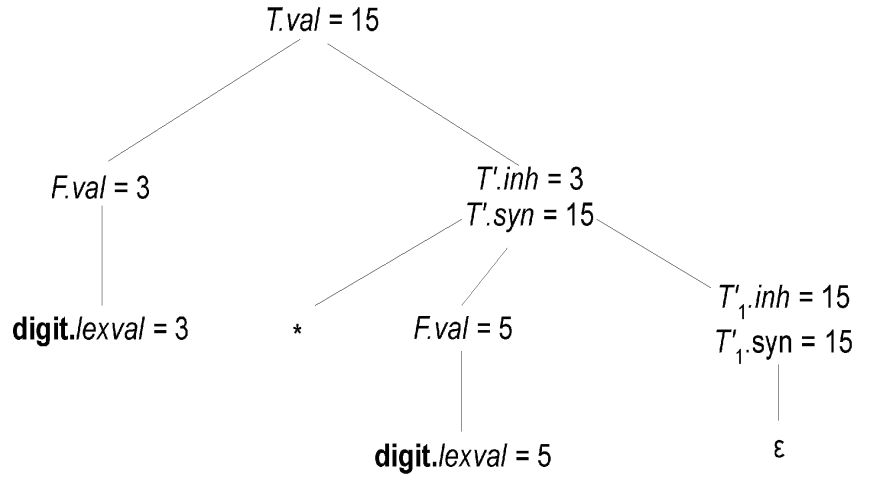 T.val = 15
F.val = 3
T'.inh = 3
T'.syn = 15
digit.lexval = 3
*
F.val = 5
T'₁.inh = 15
T'₁.syn = 15
digit.lexval = 5
ε